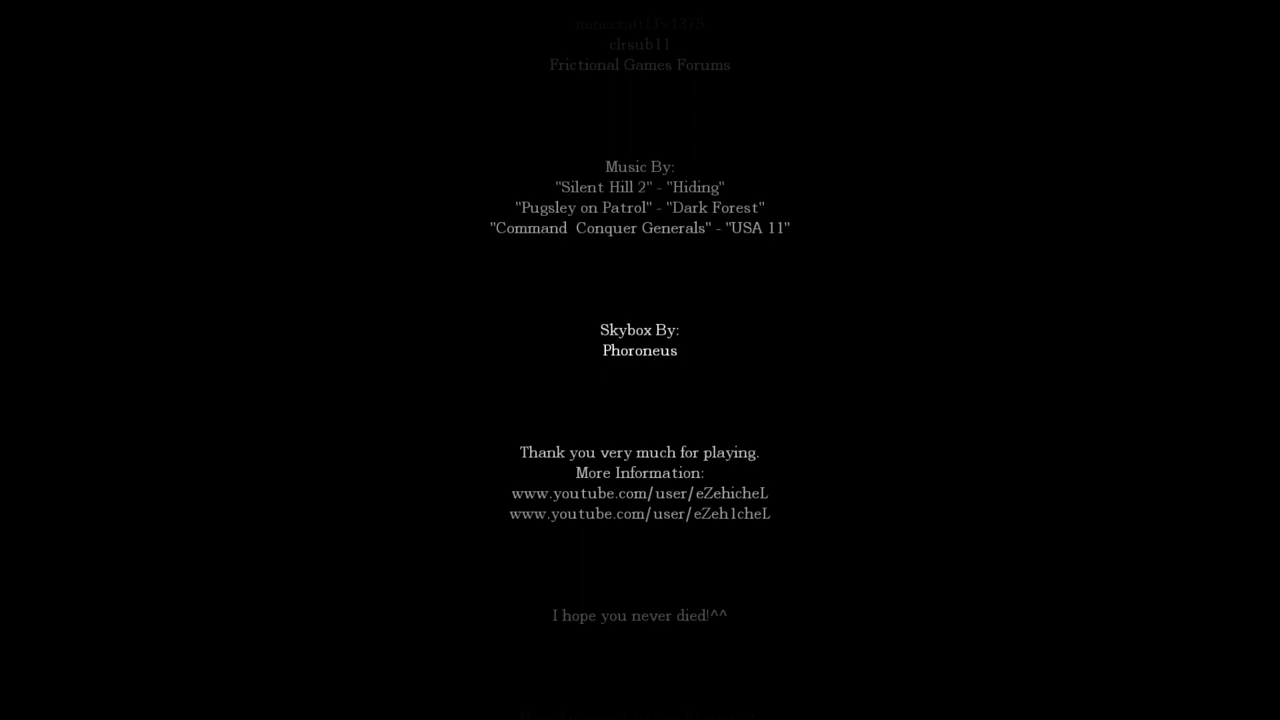 clrsub11
Frictional Games Forums
Music By:
"Silent Hill 2" - "Hiding"
"Pugsley on Patrol" - "Dark Forest"
"Command  Conquer Generals" - "USA 11"
Skybox By:
Phoroneus
Thank you very much for playing.
More Information:
www.youtube.com/user/eZehicheL
www.youtube.com/user/eZeh1cheL
I hope you never died!^^